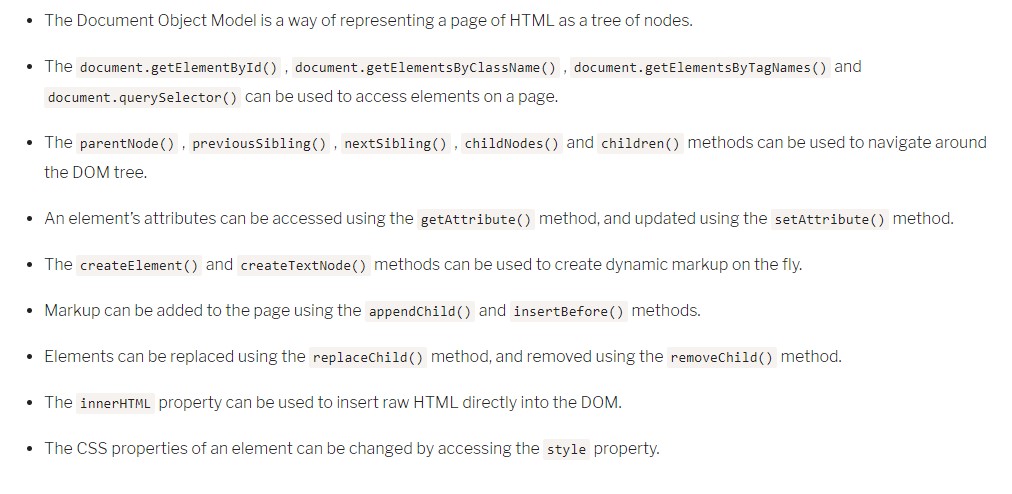 • The Document Object Model is a way of representing a page of HTML as a tree of nodes.
• The document.getElementById() , document.getElementsByClassName() , document.getElementsByTagNames() and
document.querySelector() can be used to access elements on a page.
• The parentNode() , previousSibling() , nextSibling() , childNodes() and children() methods can be used to navigate around
the DOM tree.
• An element’s attributes can be accessed using the getAttribute() method, and updated using the setAttribute() method.
• The createElement() and createTextNode() methods can be used to create dynamic markup on the fly.
• Markup can be added to the page using the appendChild() and insertBefore() methods.
• Elements can be replaced using the replaceChild() method, and removed using the removeChild() method.
• The innerHTML property can be used to insert raw HTML directly into the DOM.
• The CSS properties of an element can be changed by accessing the style property.